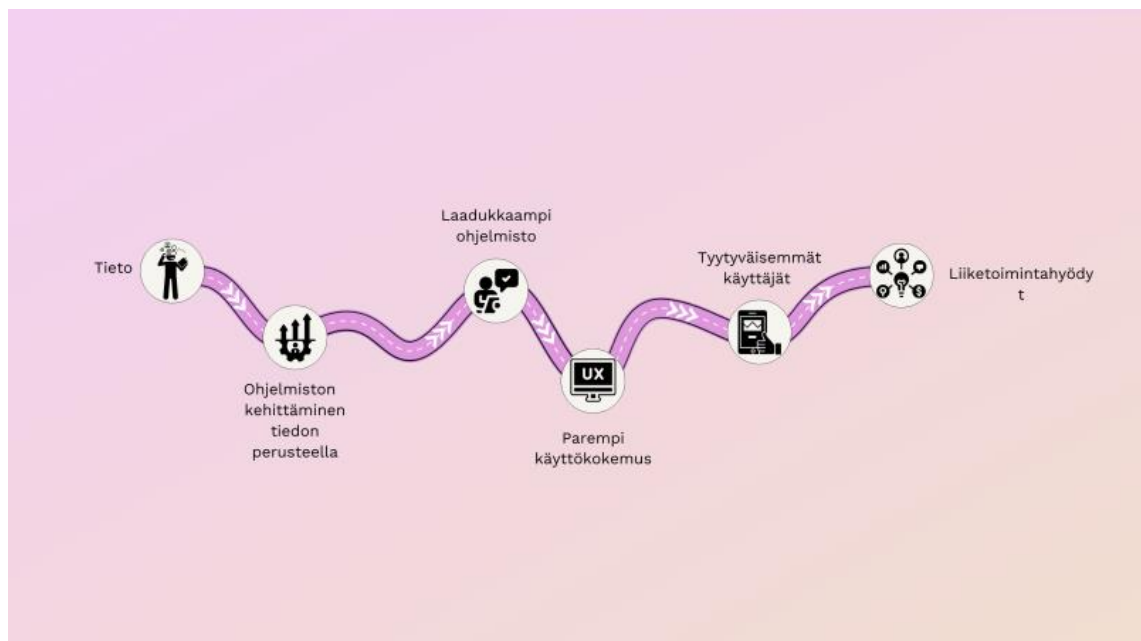 Tieto
Ohjelmiston
kehittäminen
tiedon
perusteella
Laadukkaampi
ohjelmisto
UX
Parempi
käyttökokemus
Tyytyväisemmät
käyttäjät
Liiketoimintahyödy
t